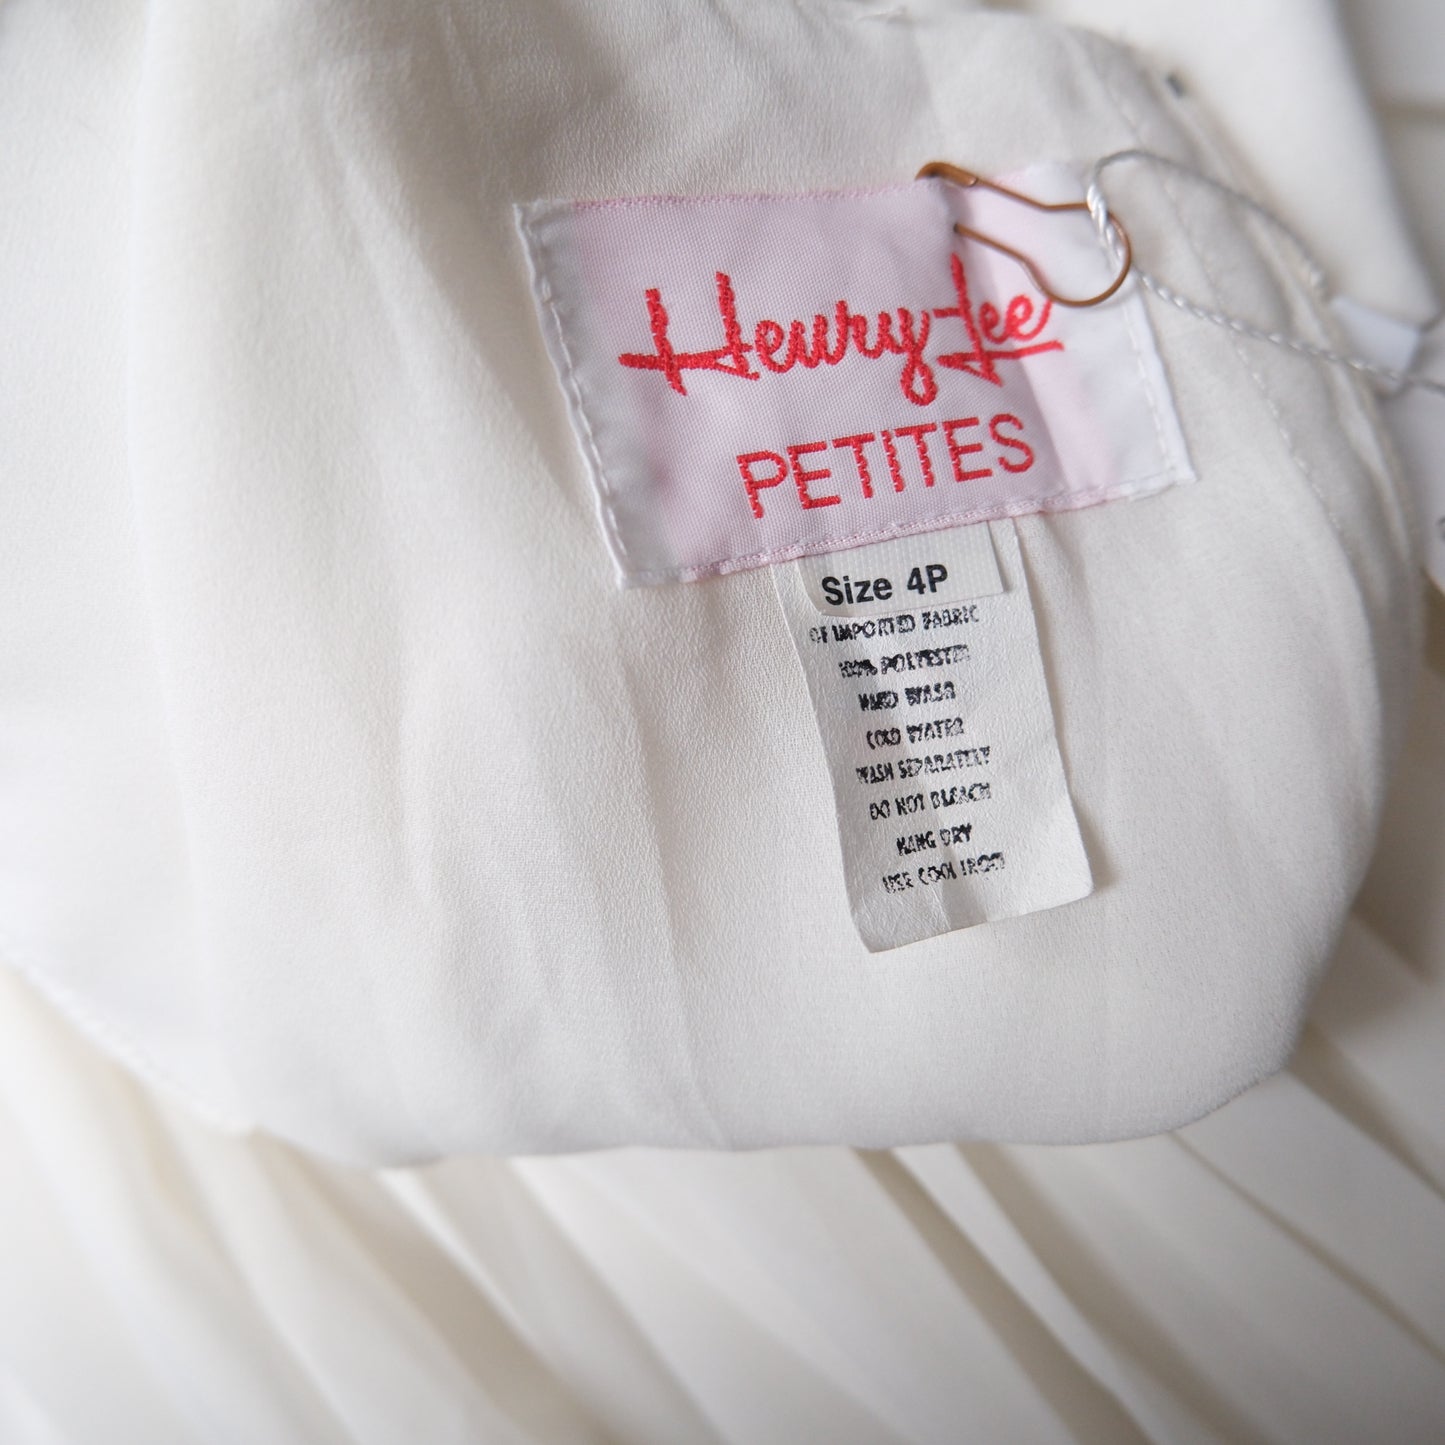 Henry-Lee
PETITES
Size 4P
OF IMPORTED FABRIC
100% POLYESTER
HAND WASH
COLD WATER
WASH SEPARATELY
DO NOT BLEACH
HANG DRY
USE COOL IRON